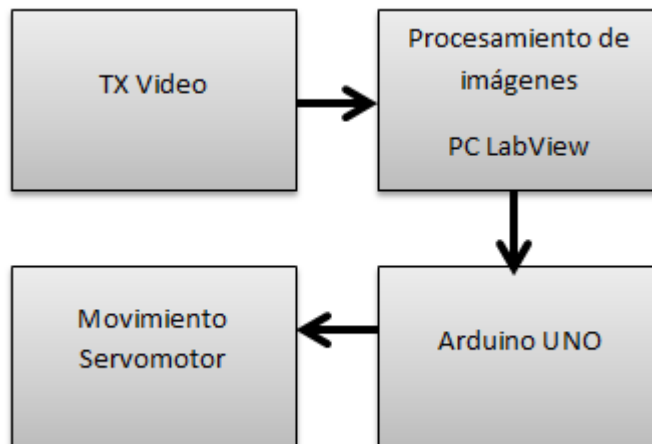 TX Video
Procesamiento de
imágenes
PC LabView
Movimiento
Servomotor
Arduino UNO